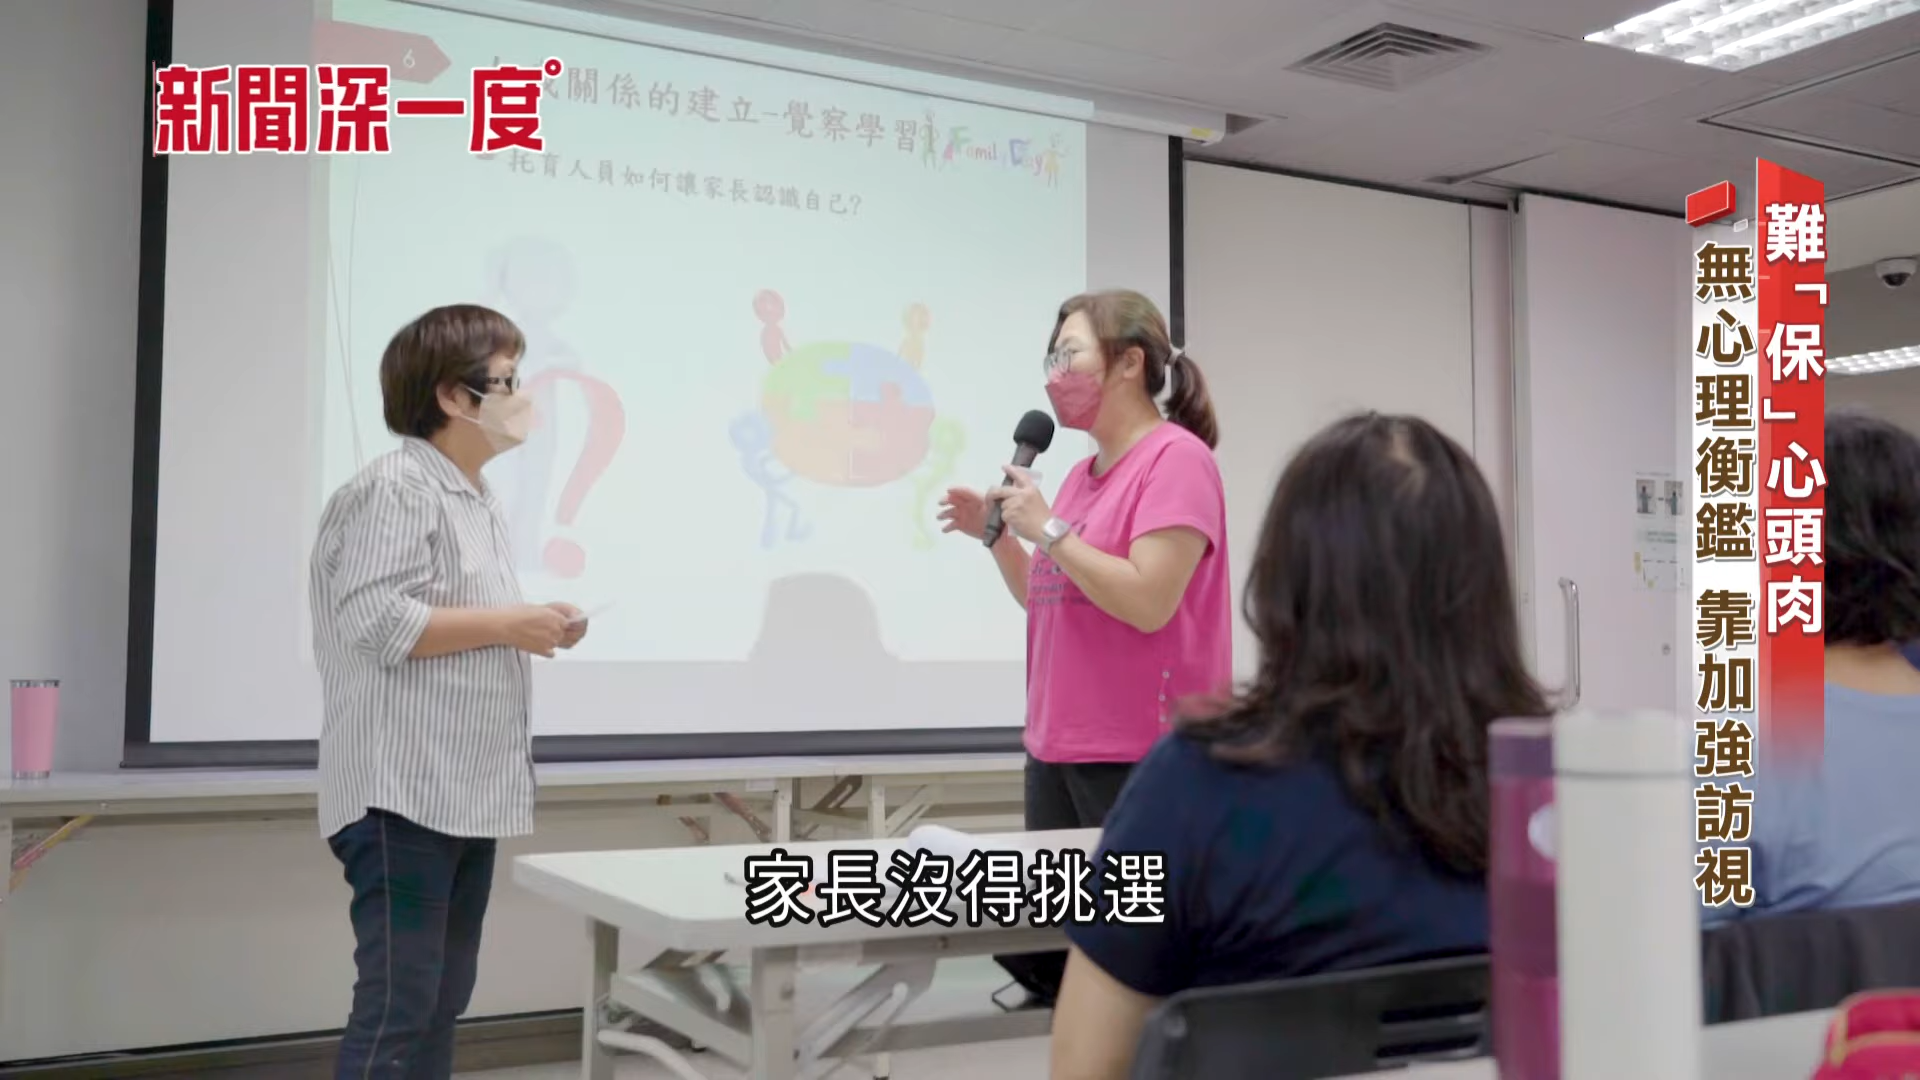 6
新聞深一度
關係的建立-覺察學習
Family Day
托育人員如何讓家長認識自己?
難「保」心頭肉
無心理衡鑑 靠加強訪視
家長沒得挑選